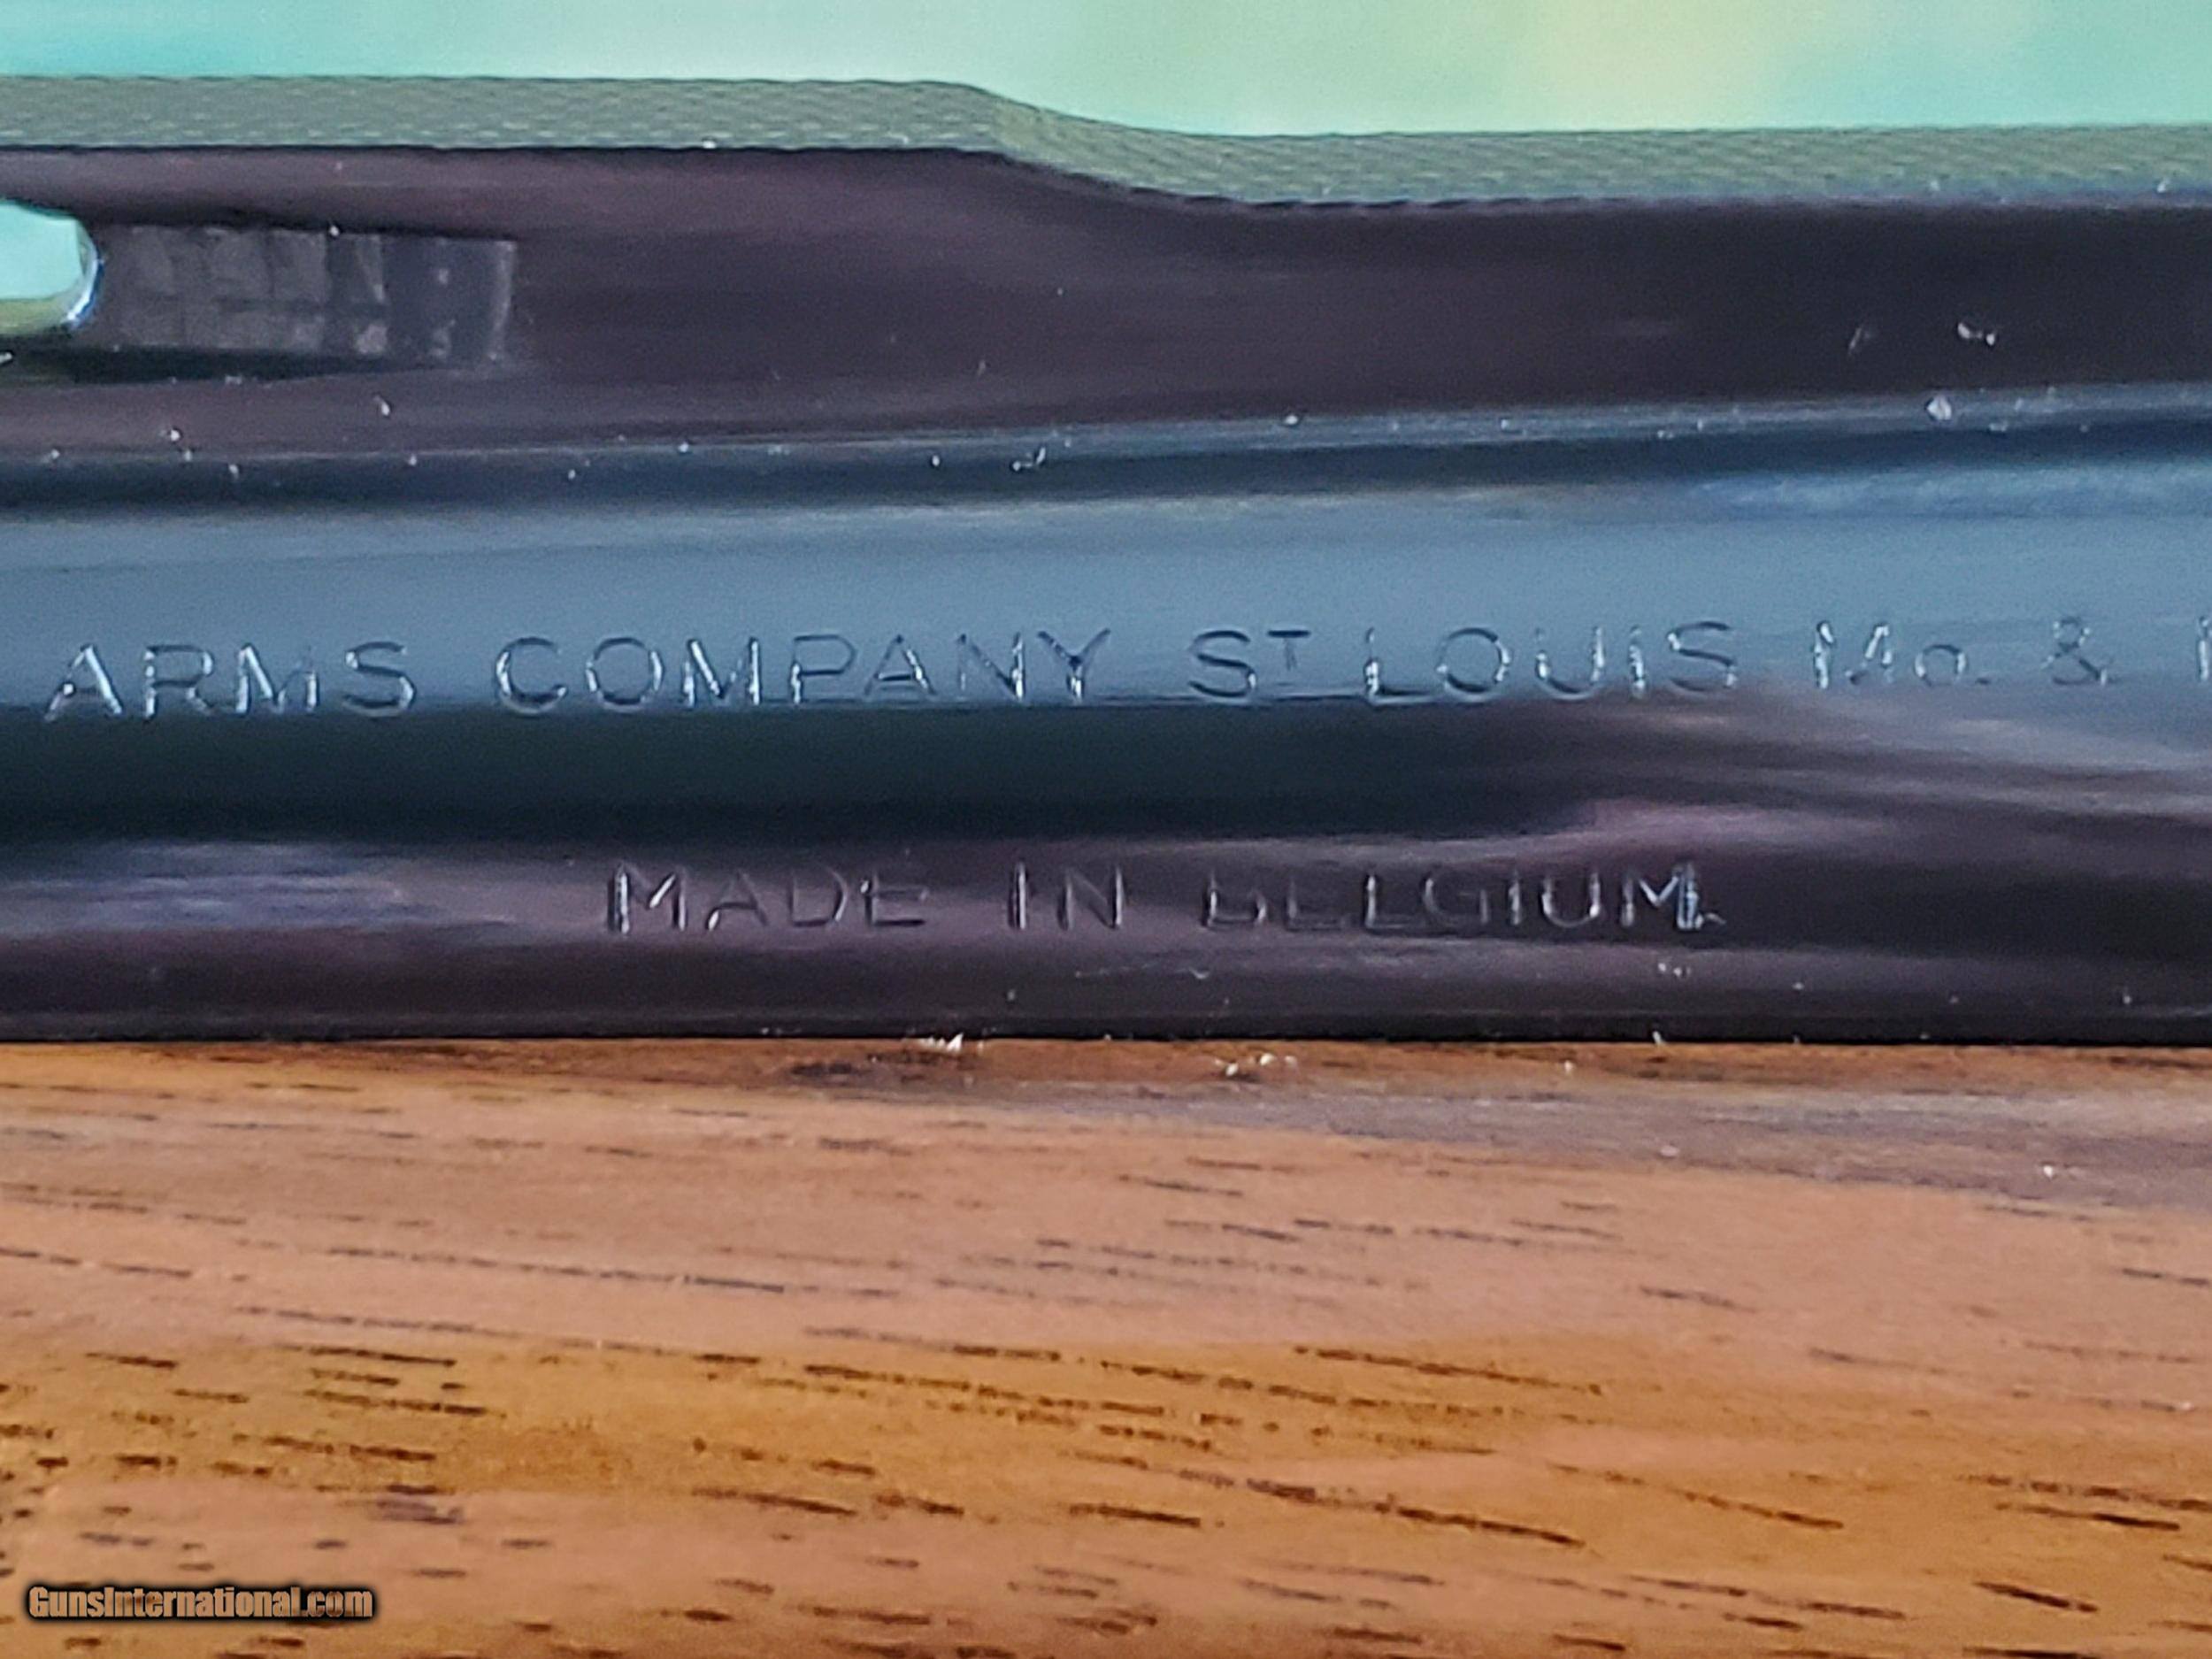 ARMS COMPANY ST LOUIS Mo. &
MADE IN BELGIUM.
GunsInternational.com